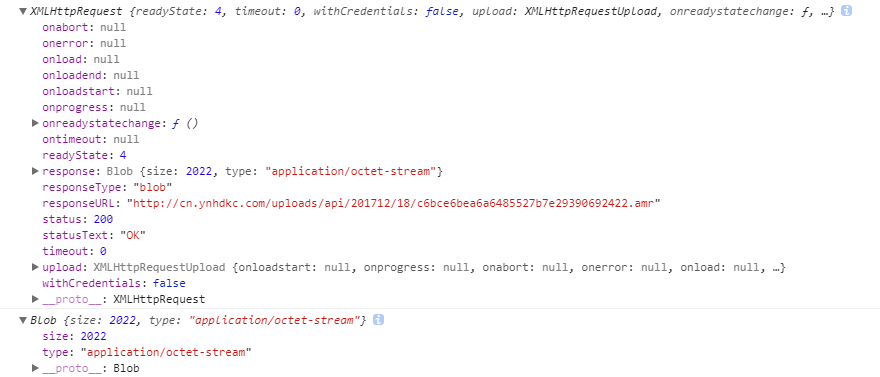 ▼XMLHttpRequest {readyState: 4, timeout: 0, withCredentials: false, upload: XMLHttpRequestUpload, onreadystatechange: ƒ, …} i
onabort: null
onerror: null
onload: null
onloadend: null
onloadstart: null
onprogress: null
▶onreadystatechange: ƒ ()
ontimeout: null
readyState: 4
▶response: Blob {size: 2022, type: "application/octet-stream"}
responseType: "blob"
responseURL: "http://cn.ynhdkc.com/uploads/api/201712/18/c6bce6bea6a6485527b7e29390692422.amr"
status: 200
statusText: "OK"
timeout: 0
▶upload: XMLHttpRequestUpload {onloadstart: null, onprogress: null, onabort: null, onerror: null, onload: null, …}
withCredentials: false
▶__proto__: XMLHttpRequest
▼Blob {size: 2022, type: "application/octet-stream"} i
size: 2022
type: "application/octet-stream"
▶__proto__: Blob